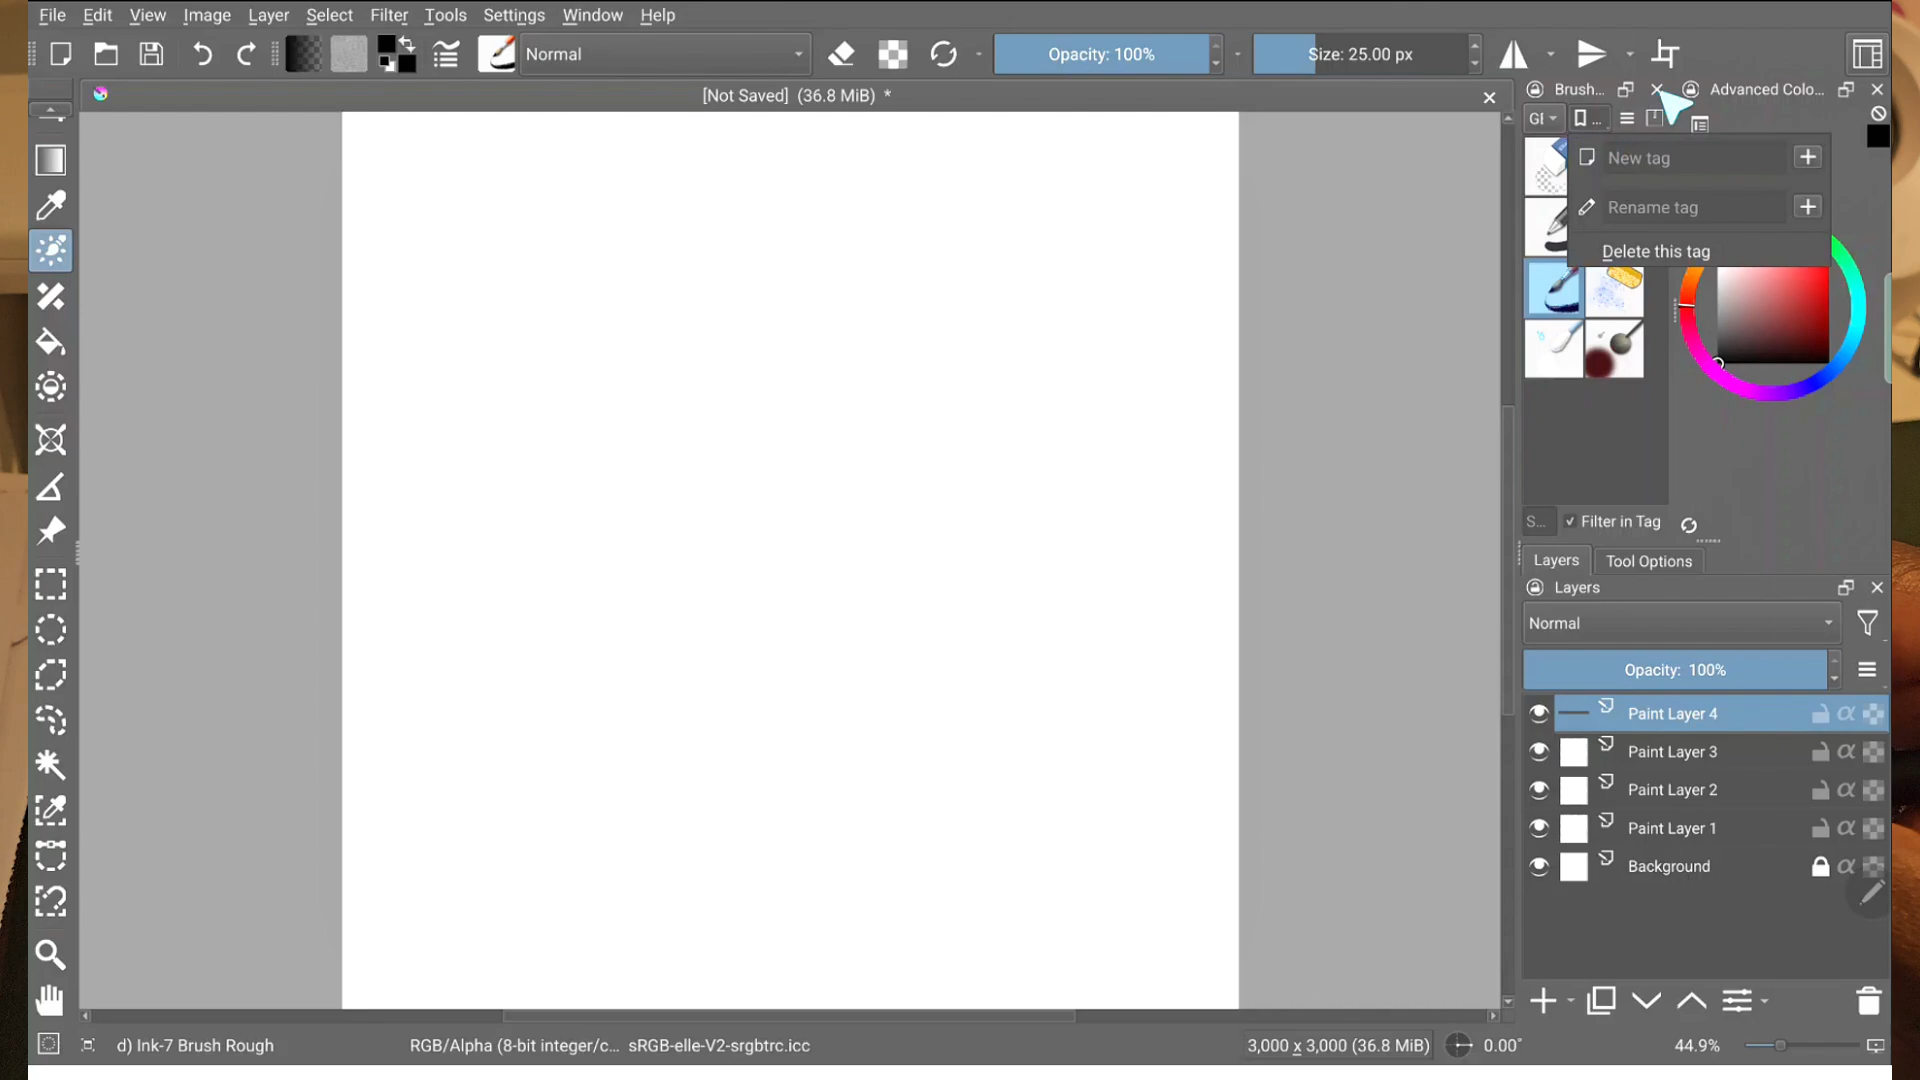 File Edit View Image Layer Select Filter Tools Settings Window Help
Normal
Opacity: 100%
Size: 25.00 px
[Not Saved] (36.8 MiB) *
Brush...
Advanced Colo...
...
New tag
Rename tag
Delete this tag
S...
Filter in Tag
Layers Tool Options
Layers
Normal
Opacity: 100%
Paint Layer 4 α
Paint Layer 3 α
Paint Layer 2 α
Paint Layer 1 α
Background α
d) Ink-7 Brush Rough
RGB/Alpha (8-bit integer/c... sRGB-elle-V2-srgbtrc.icc
3,000 x 3,000 (36.8 MiB)
0.00°
44.9%